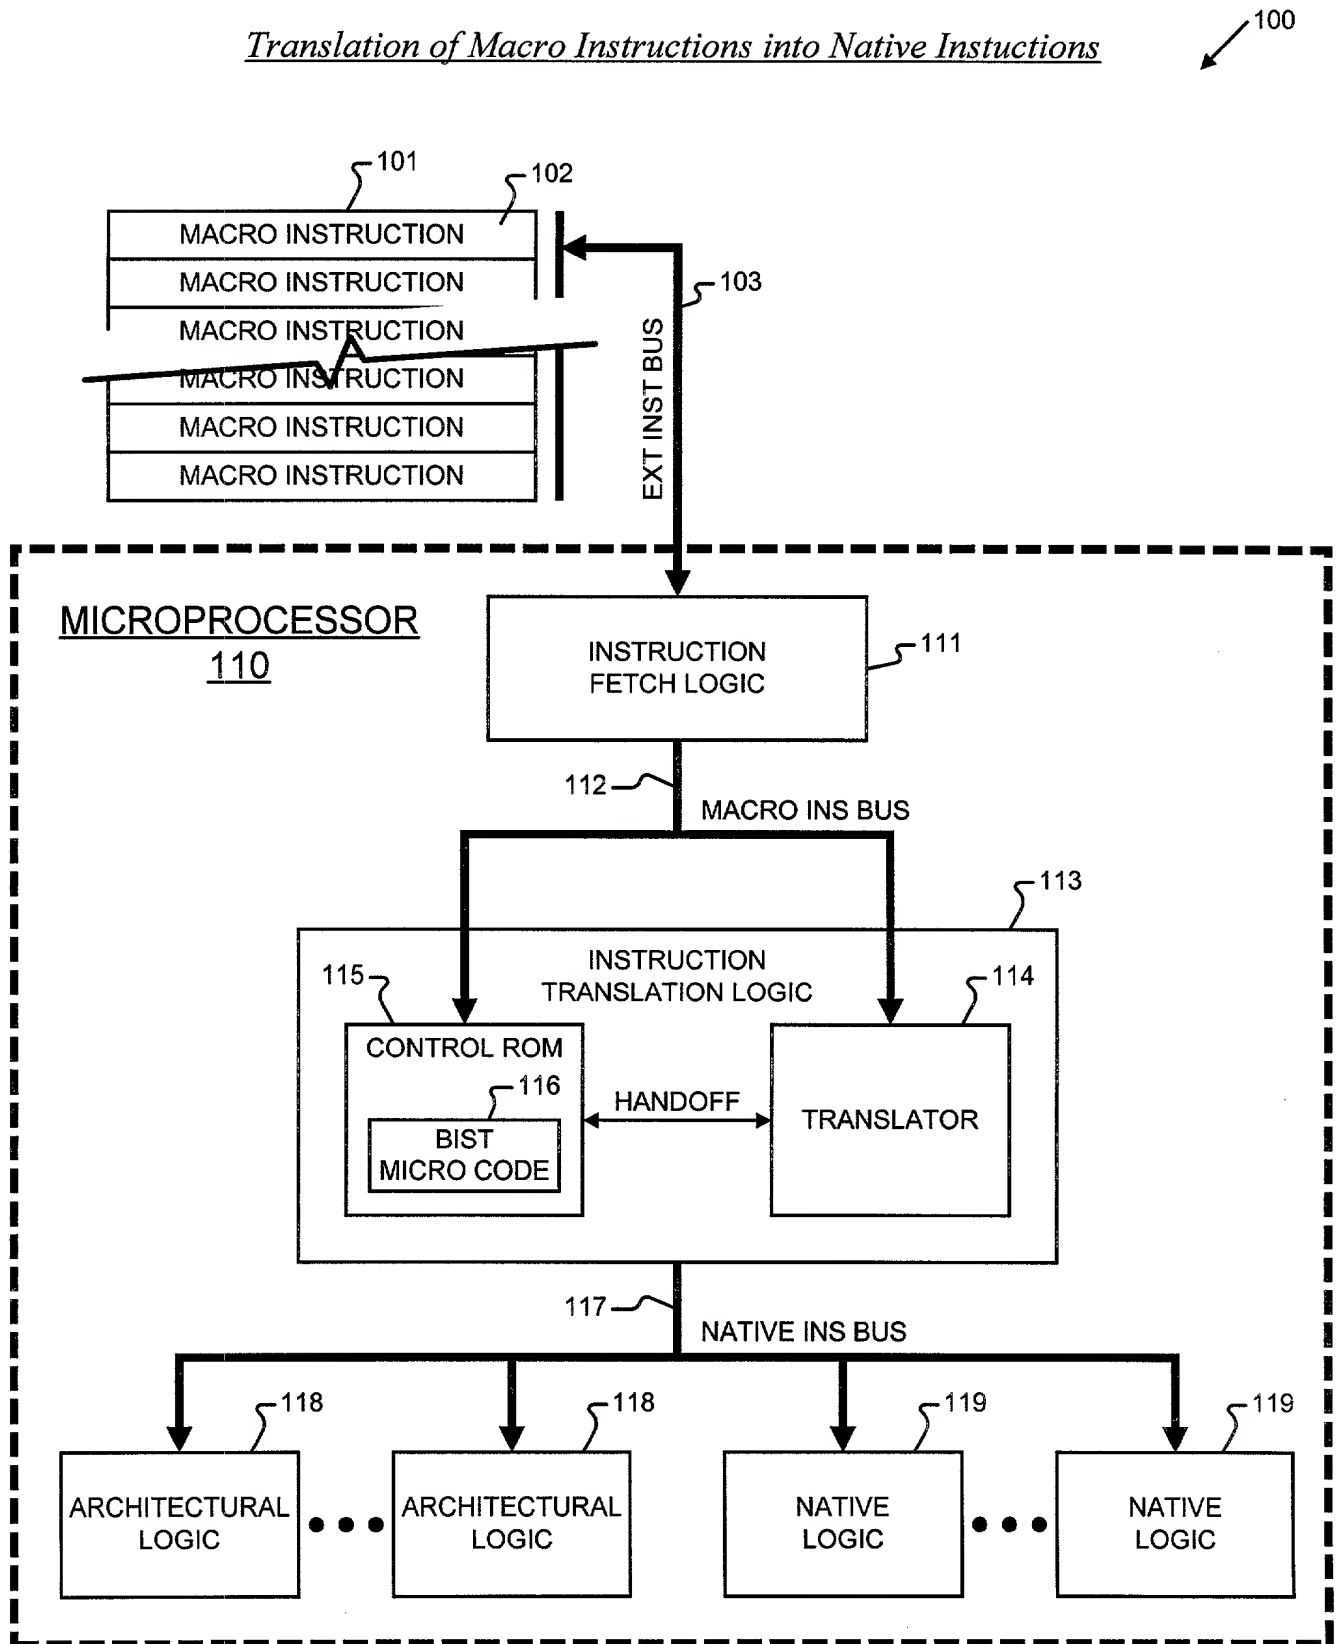 100
Translation of Macro Instructions into Native Instuctions
101
102
MACRO INSTRUCTION
MACRO INSTRUCTION
103
MACRO INSTRUCTION
MACRO INSTRUCTION
MACRO INSTRUCTION
MACRO INSTRUCTION
EXT INST BUS
MICROPROCESSOR
110
INSTRUCTION
FETCH LOGIC
111
112
MACRO INS BUS
113
INSTRUCTION
TRANSLATION LOGIC
115
114
CONTROL ROM
116
BIST
MICRO CODE
HANDOFF
TRANSLATOR
117
NATIVE INS BUS
118
118
119
119
ARCHITECTURAL
LOGIC
ARCHITECTURAL
LOGIC
NATIVE
LOGIC
NATIVE
LOGIC